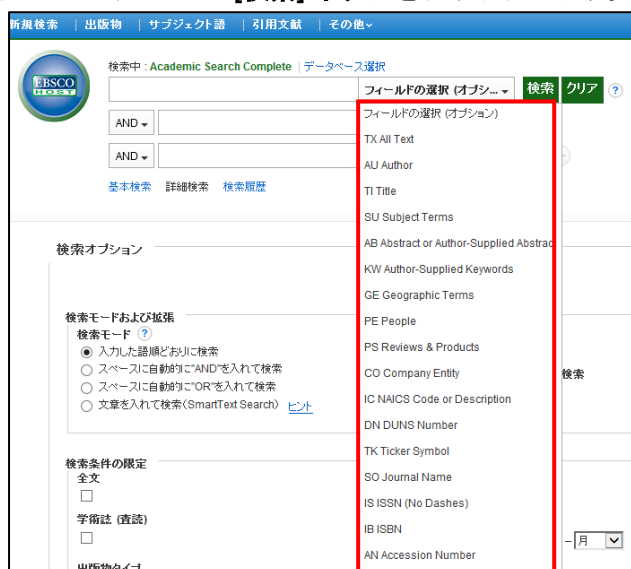 新規検索 | 出版物 | サブジェクト語 | 引用文献 | その他
検索中 : Academic Search Complete | データベース選択
EBSCO
HOST
フィールドの選択 (オプシ...
検索 クリア ?
AND
AND
基本検索 詳細検索 検索履歴
フィールドの選択 (オプション)
TX All Text
AU Author
TI Title
SU Subject Terms
AB Abstract or Author-Supplied Abstrac
KW Author-Supplied Keywords
GE Geographic Terms
PE People
PS Reviews & Products
CO Company Entity
IC NAICS Code or Description
DN DUNS Number
TK Ticker Symbol
SO Journal Name
IS ISSN (No Dashes)
IB ISBN
AN Accession Number
検索オプション
検索モードおよび拡張
検索モード ?
入力した語順どおりに検索
スペースに自動的に"AND"を入れて検索
スペースに自動的に"OR"を入れて検索
文章を入れて検索(SmartText Search) ヒント
検索
検索条件の限定
全文
学術誌 (査読)
– 月